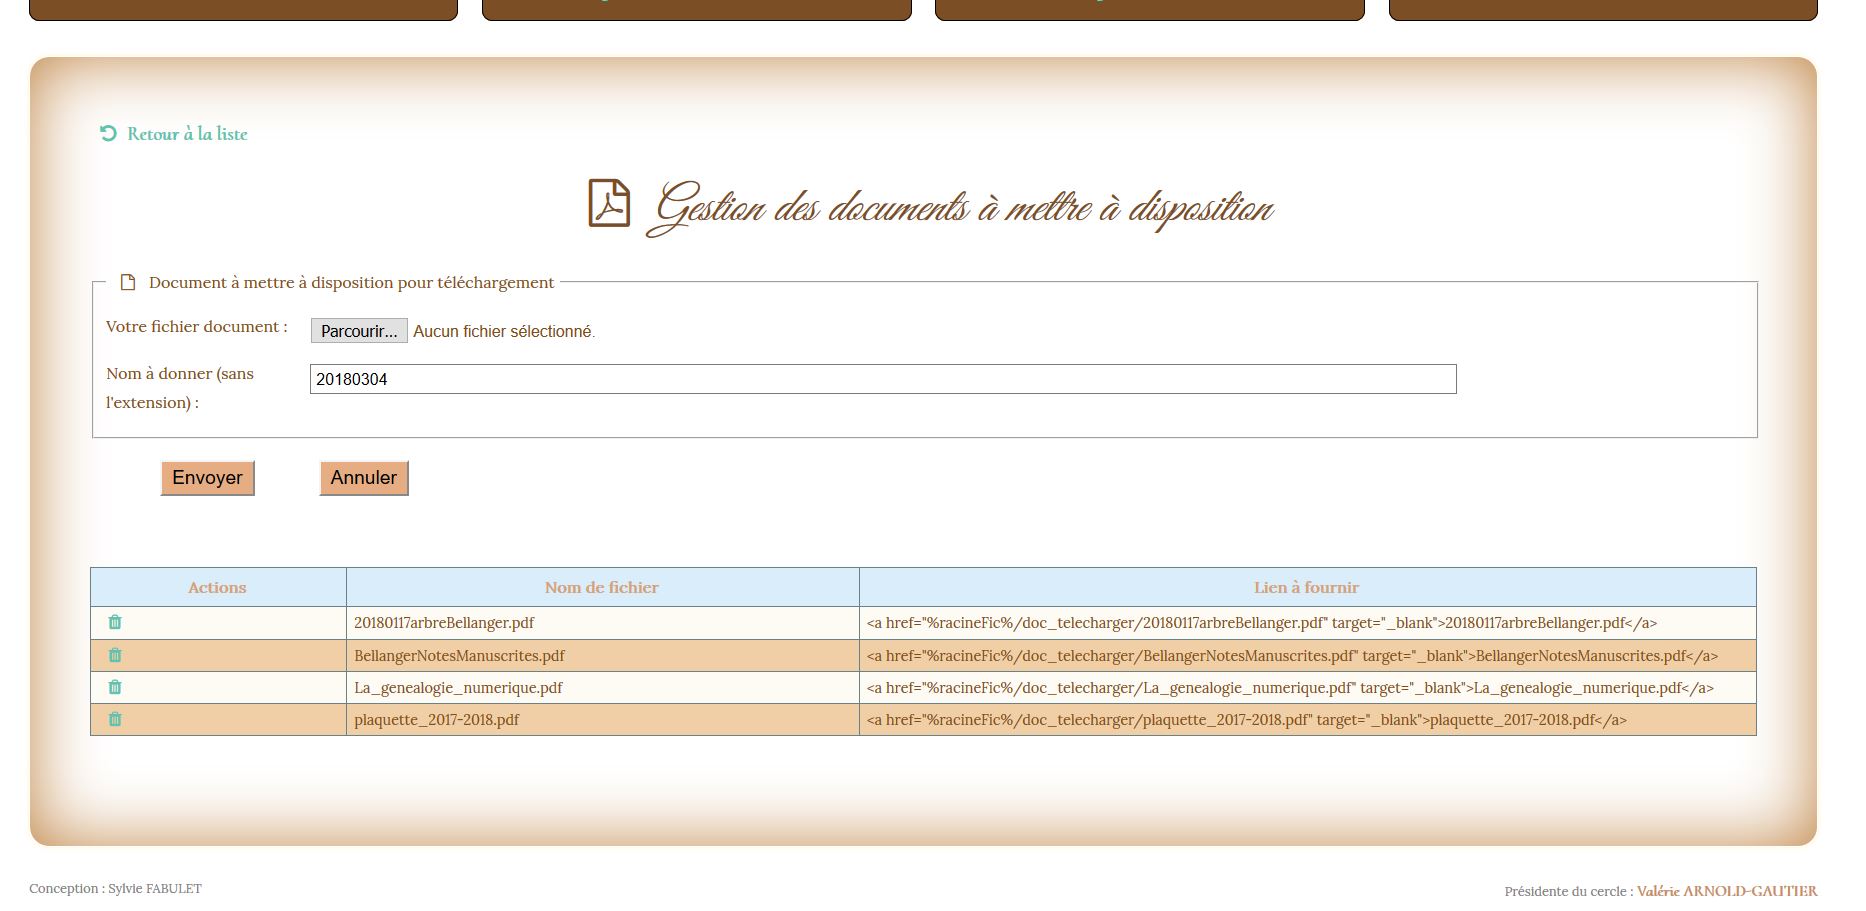 Retour à la liste
Gestion des documents à mettre à disposition
Document à mettre à disposition pour téléchargement
Votre fichier document : Parcourir... Aucun fichier sélectionné.
Nom à donner (sans
l'extension) : 20180304
Envoyer Annuler
Actions Nom de fichier Lien à fournir
20180117arbreBellanger.pdf <a href="%racineFic%/doc_telecharger/20180117arbreBellanger.pdf" target="_blank">20180117arbreBellanger.pdf</a>
BellangerNotesManuscrites.pdf <a href="%racineFic%/doc_telecharger/BellangerNotesManuscrites.pdf" target="_blank">BellangerNotesManuscrites.pdf</a>
La_genealogie_numerique.pdf <a href="%racineFic%/doc_telecharger/La_genealogie_numerique.pdf" target="_blank">La_genealogie_numerique.pdf</a>
plaquette_2017-2018.pdf <a href="%racineFic%/doc_telecharger/plaquette_2017-2018.pdf" target="_blank">plaquette_2017-2018.pdf</a>
Conception : Sylvie FABULET Présidente du cercle : Valérie ARNOLD-GAUTIER